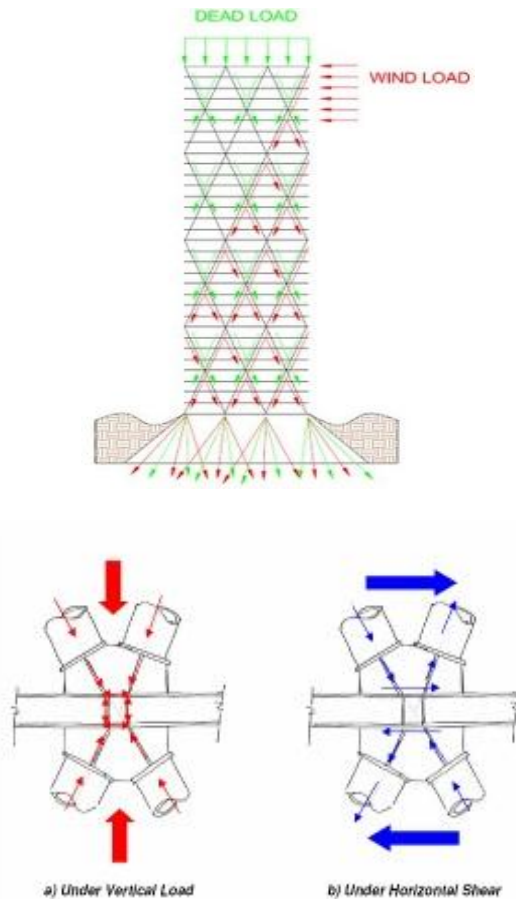 DEAD LOAD
WIND LOAD
a) Under Vertical Load
b) Under Horizontal Shear